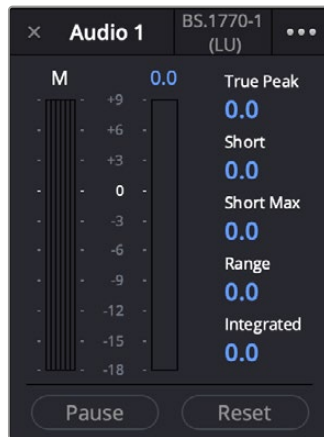 × Audio 1 BS.1770-1
(LU) •••
M 0.0
+9
+6
+3
0
-3
-6
-9
-12
-15
-18
True Peak
0.0
Short
0.0
Short Max
0.0
Range
0.0
Integrated
0.0
Pause Reset